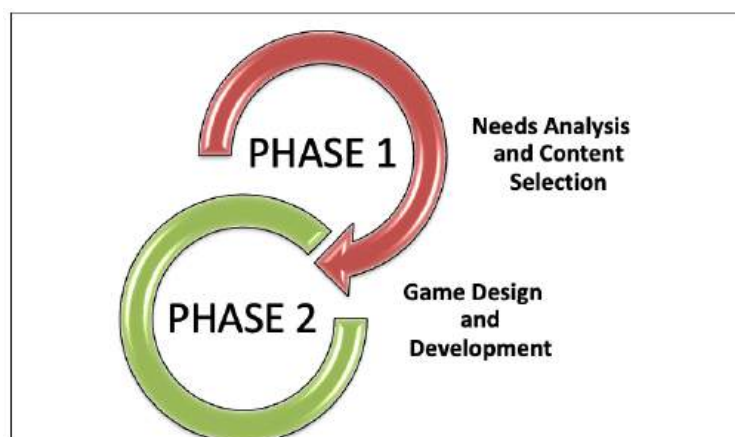 PHASE 1
Needs Analysis
and Content
Selection
PHASE 2
Game Design
and
Development